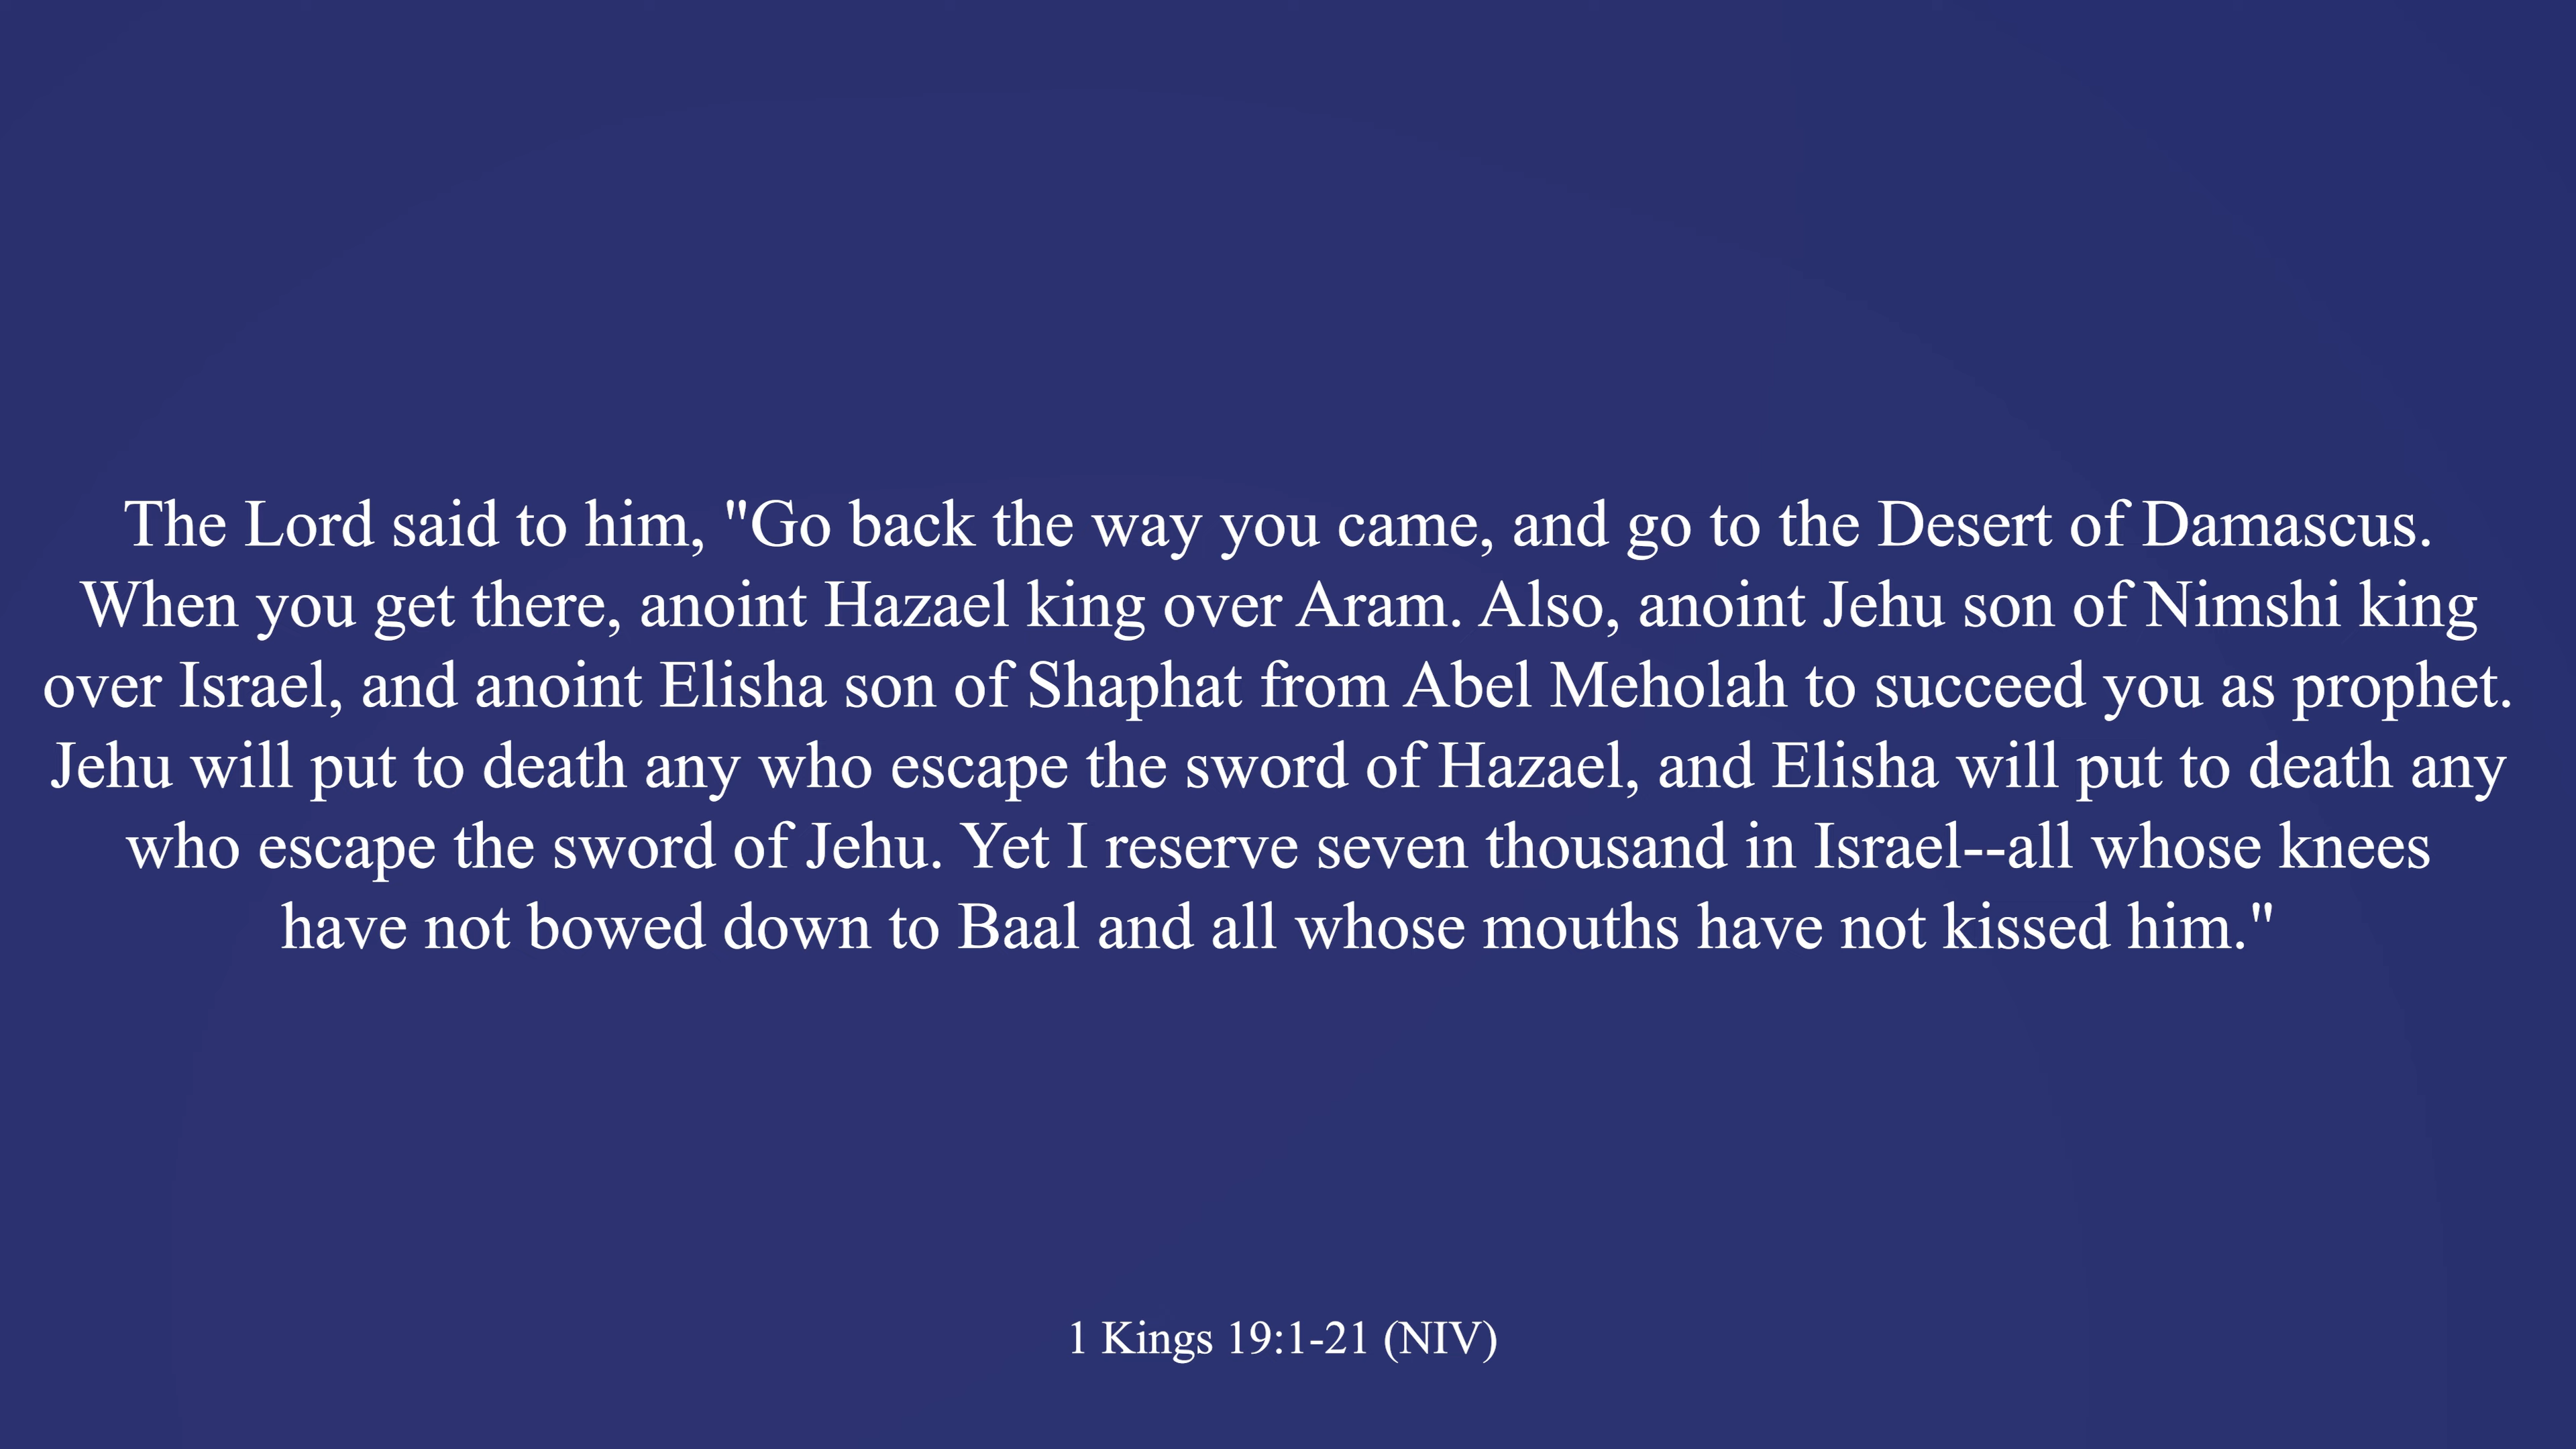 The Lord said to him, "Go back the way you came, and go to the Desert of Damascus.
When you get there, anoint Hazael king over Aram. Also, anoint Jehu son of Nimshi king
over Israel, and anoint Elisha son of Shaphat from Abel Meholah to succeed you as prophet.
Jehu will put to death any who escape the sword of Hazael, and Elisha will put to death any
who escape the sword of Jehu. Yet I reserve seven thousand in Israel--all whose knees
have not bowed down to Baal and all whose mouths have not kissed him."
1 Kings 19:1-21 (NIV)